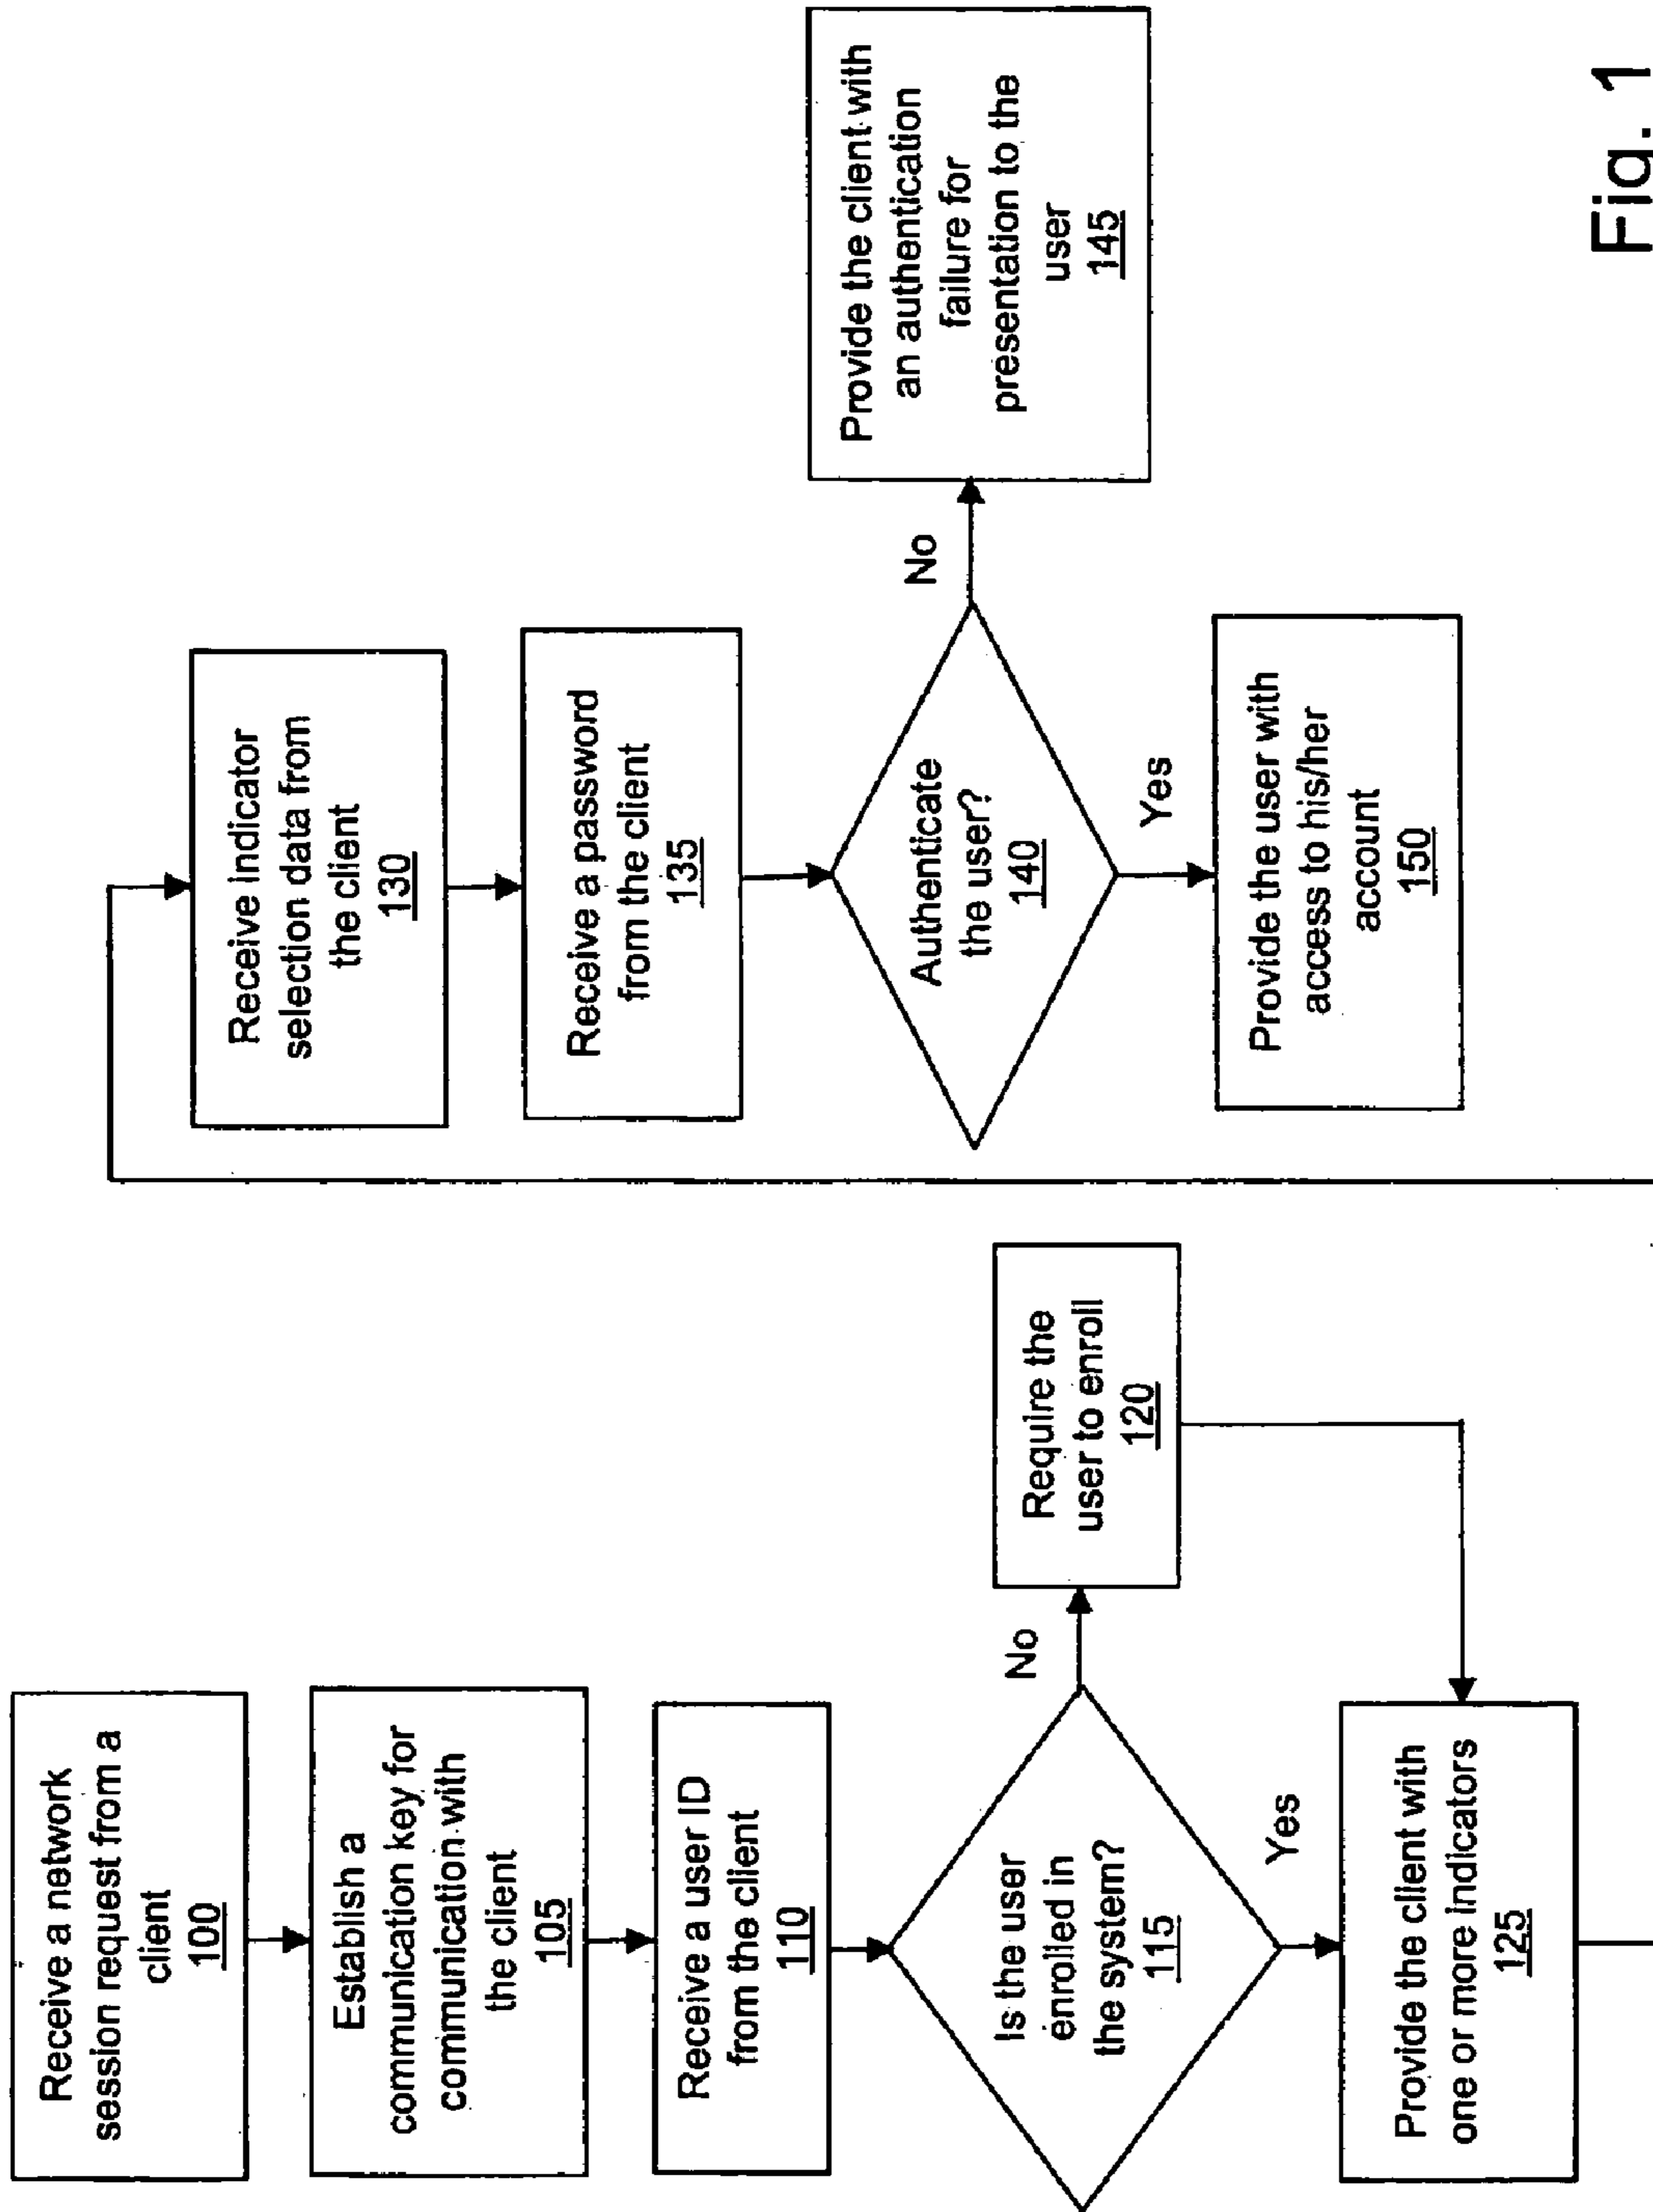 Receive a network
session request from a
client
100
Establish a
communication key for
communication with
the client
105
Receive a user ID
from the client
110
Is the user
enrolled in
the system?
115
No
Require the
user to enroll
120
Yes
Provide the client with
one or more indicators
125
Receive indicator
selection data from
the client
130
Receive a password
from the client
135
Authenticate
the user?
140
No
Provide the client with
an authentication
failure for
presentation to the
user
145
Yes
Provide the user with
access to his/her
account
150
Fig. 1